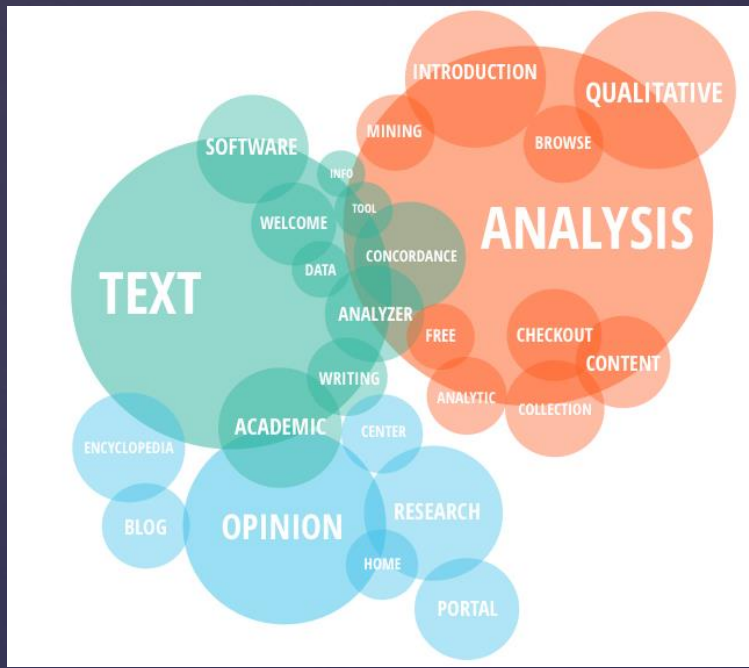 INTRODUCTION
QUALITATIVE
MINING
BROWSE
SOFTWARE
INFO
TOOL
WELCOME
ANALYSIS
CONCORDANCE
DATA
TEXT
ANALYZER
FREE
CHECKOUT
CONTENT
WRITING
ANALYTIC
COLLECTION
ACADEMIC
CENTER
ENCYCLOPEDIA
RESEARCH
BLOG
OPINION
HOME
PORTAL